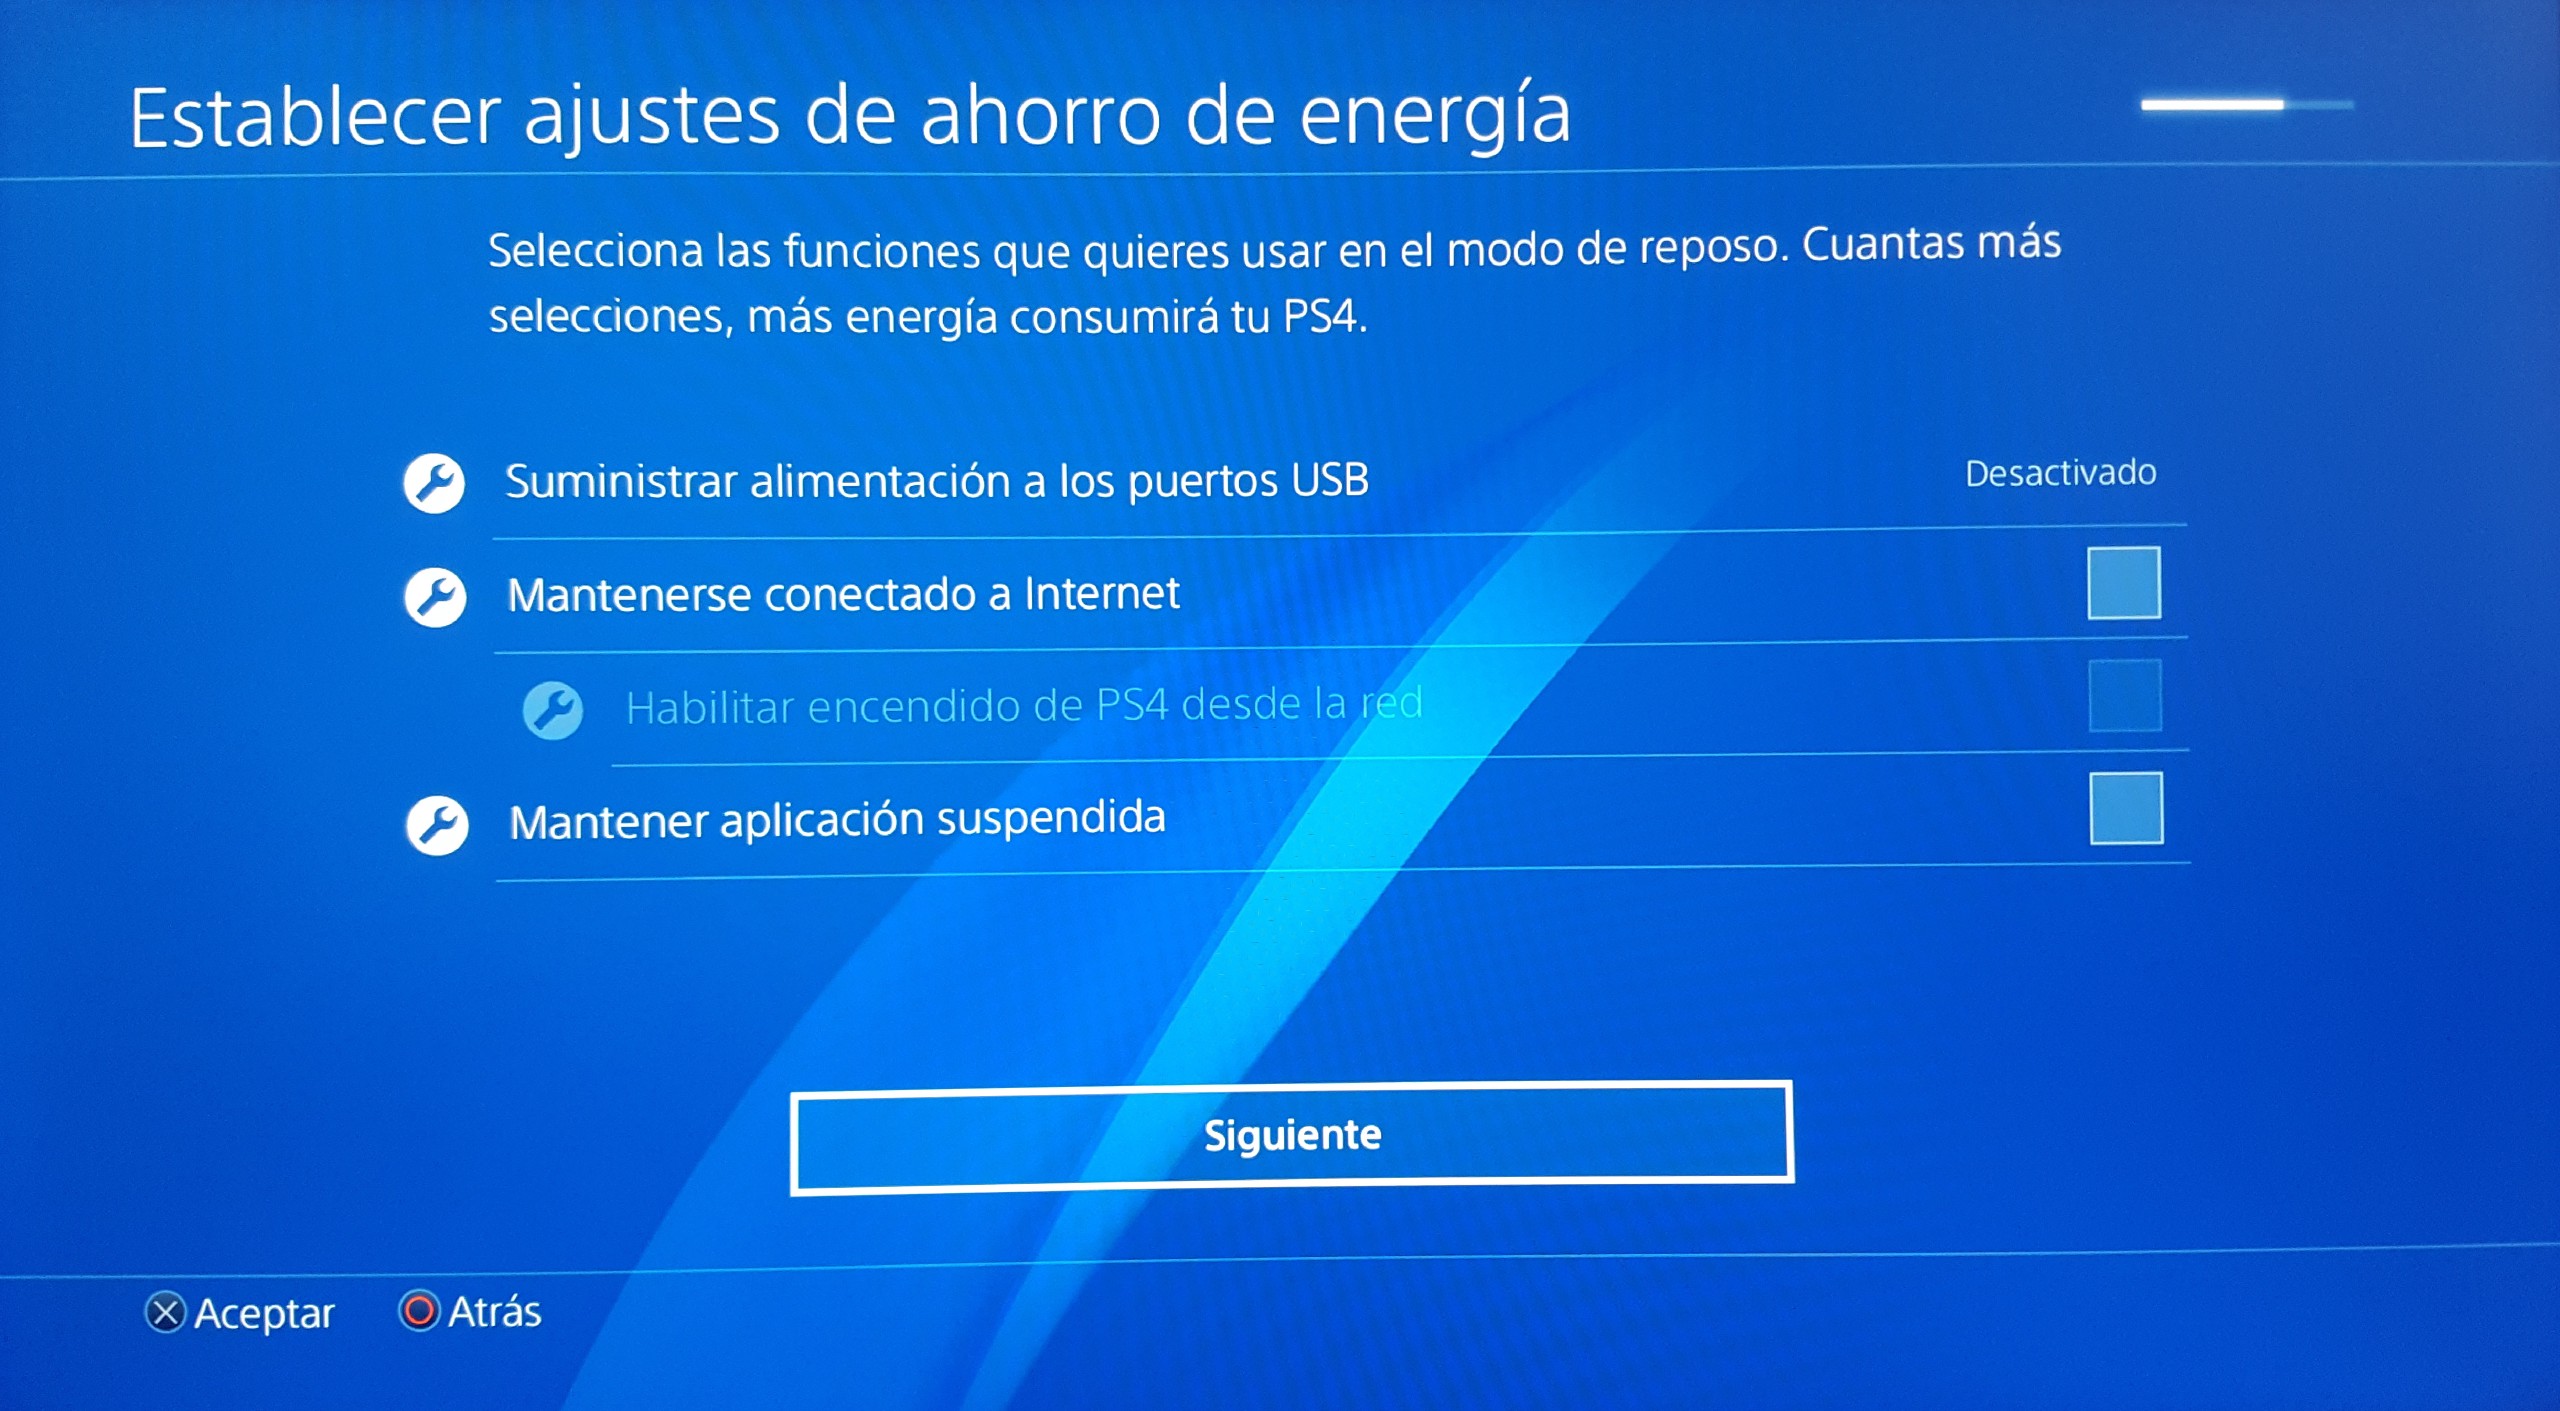 Establecer ajustes de ahorro de energía
Selecciona las funciones que quieres usar en el modo de reposo. Cuantas más
selecciones, más energía consumirá tu PS4.
Suministrar alimentación a los puertos USB Desactivado
Mantenerse conectado a Internet
Habilitar encendido de PS4 desde la red
Mantener aplicación suspendida
Siguiente
Aceptar Atrás